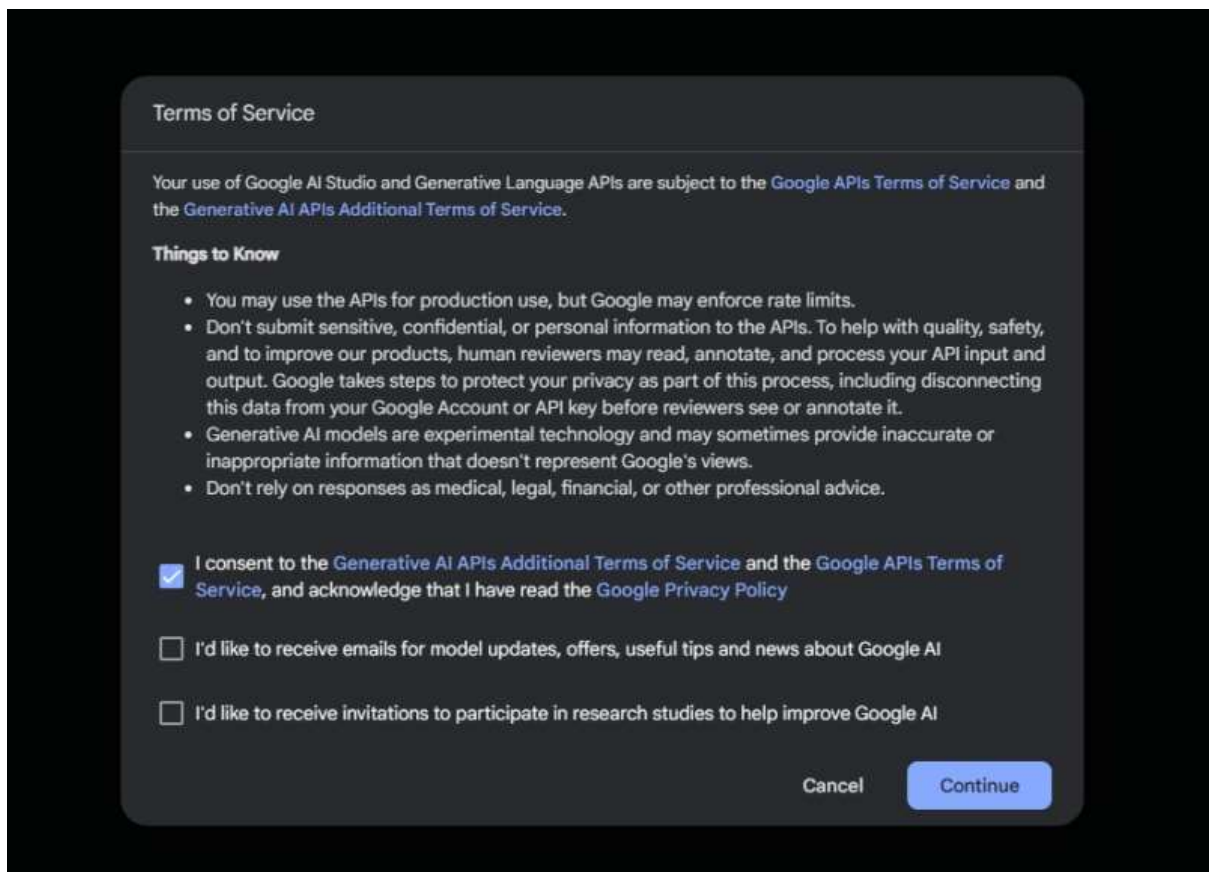 Terms of Service
Your use of Google AI Studio and Generative Language APIs are subject to the Google APIs Terms of Service and
the Generative AI APIs Additional Terms of Service.
Things to Know
• You may use the APIs for production use, but Google may enforce rate limits.
• Don't submit sensitive, confidential, or personal information to the APIs. To help with quality, safety,
and to improve our products, human reviewers may read, annotate, and process your API input and
output. Google takes steps to protect your privacy as part of this process, including disconnecting
this data from your Google Account or API key before reviewers see or annotate it.
• Generative AI models are experimental technology and may sometimes provide inaccurate or
inappropriate information that doesn't represent Google's views.
• Don't rely on responses as medical, legal, financial, or other professional advice.
I consent to the Generative AI APIs Additional Terms of Service and the Google APIs Terms of
Service, and acknowledge that I have read the Google Privacy Policy
I'd like to receive emails for model updates, offers, useful tips and news about Google AI
I'd like to receive invitations to participate in research studies to help improve Google AI
Cancel Continue